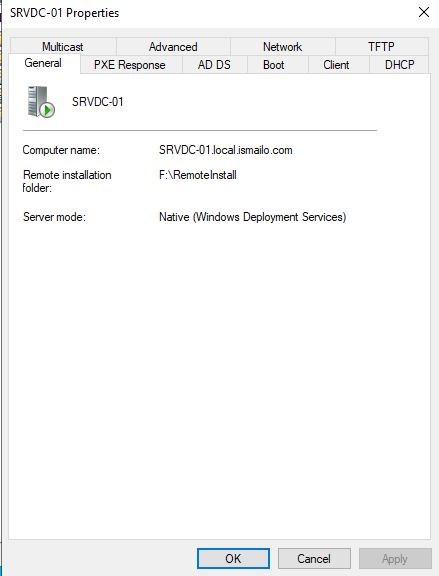 SRVDC-01 Properties
Multicast Advanced Network TFTP
General PXE Response AD DS Boot Client DHCP
SRVDC-01
Computer name: SRVDC-01.local.ismailo.com
Remote installation F:\RemoteInstall
folder:
Server mode: Native (Windows Deployment Services)
OK Cancel Apply